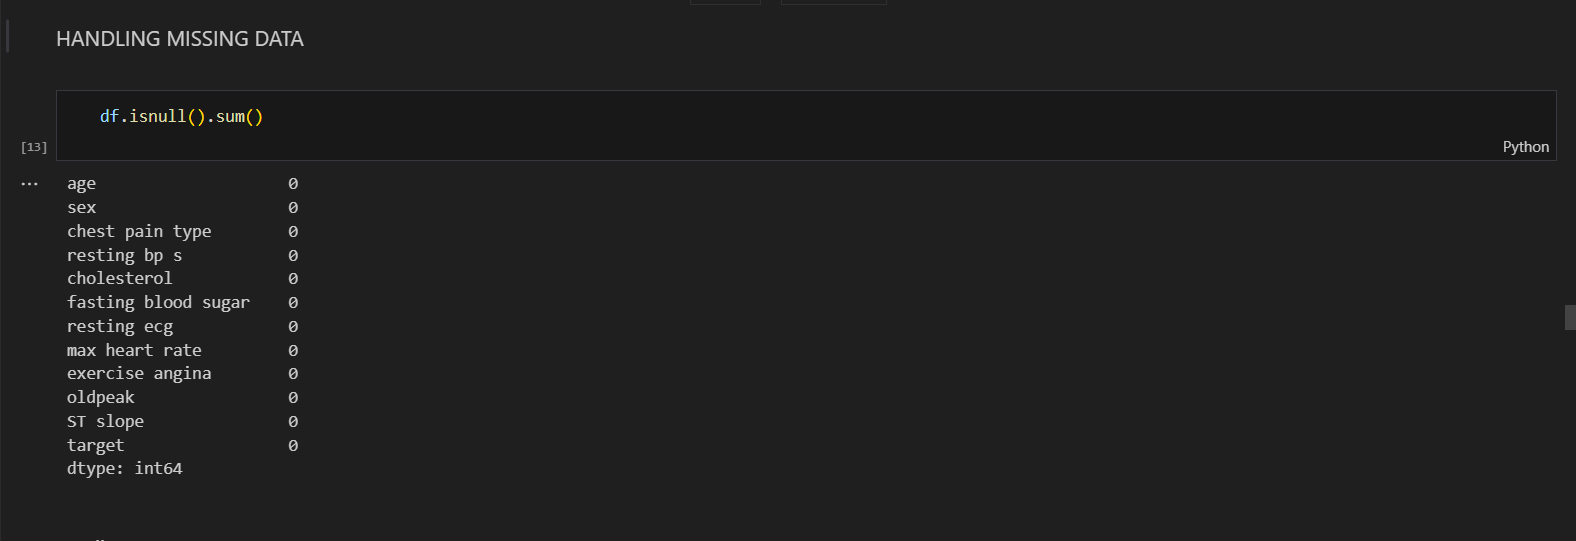 HANDLING MISSING DATA
df.isnull().sum()
[13]
Python
...
age 0
sex 0
chest pain type 0
resting bp s 0
cholesterol 0
fasting blood sugar 0
resting ecg 0
max heart rate 0
exercise angina 0
oldpeak 0
ST slope 0
target 0
dtype: int64